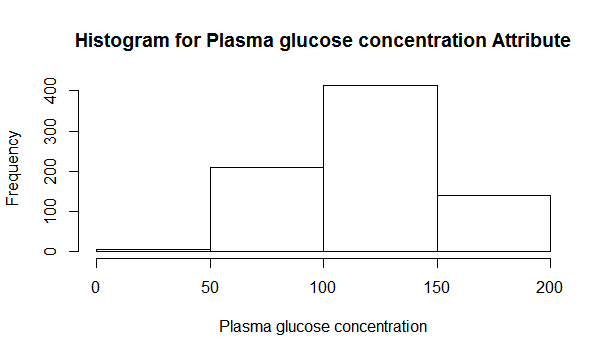 Histogram for Plasma glucose concentration Attribute
Frequency
400
300
200
100
0
0 50 100 150 200
Plasma glucose concentration